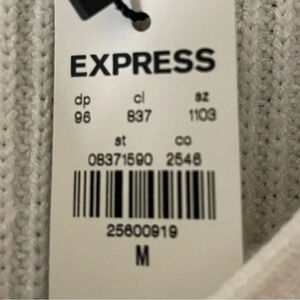 EXPRESS
dp cl sz
96 837 1103
st co
08371590 2546
25600919
M